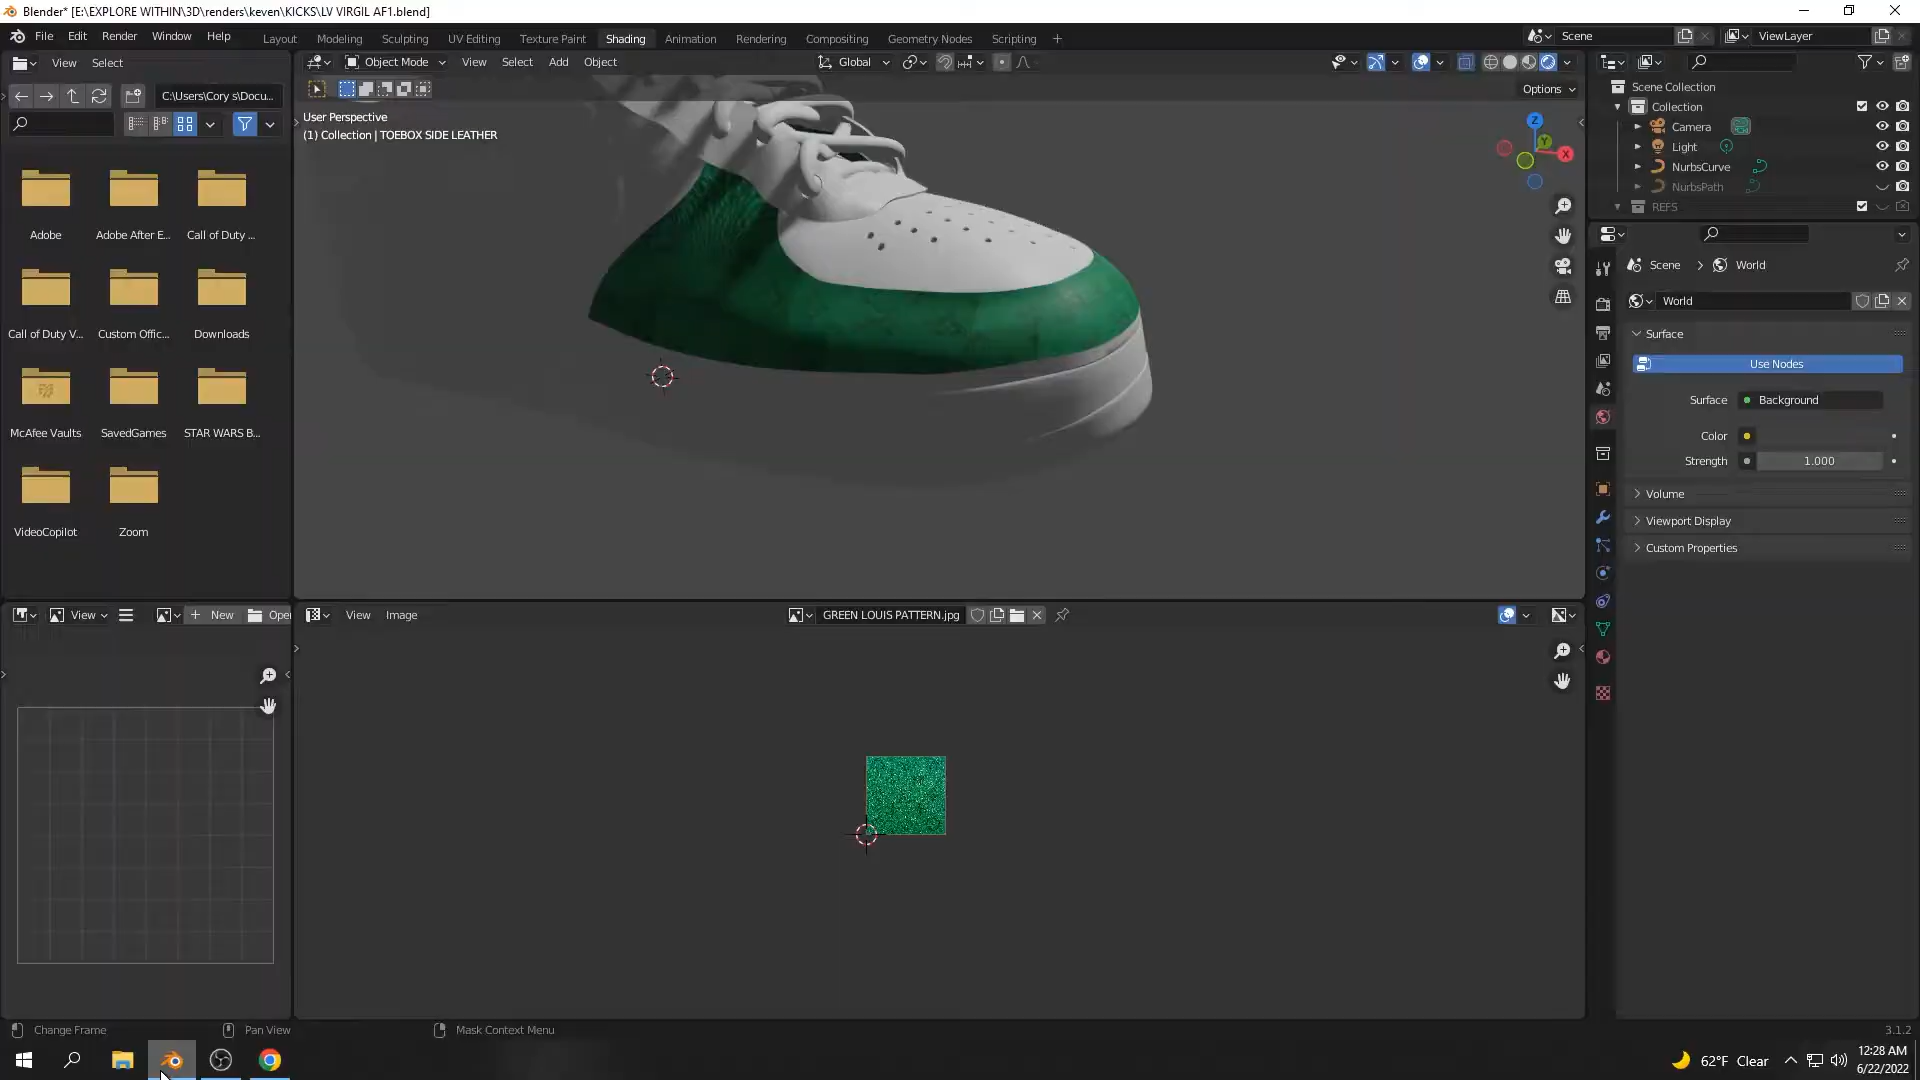 Blender* [E:\EXPLORE WITHIN\3D\renders\keven\KICKS\LV VIRGIL AF1.blend]
File Edit Render Window Help
Layout Modeling Sculpting UV Editing Texture Paint Shading Animation Rendering Compositing Geometry Nodes Scripting
Scene ViewLayer
View Select
Object Mode View Select Add Object
Global
C:\Users\Cory s\Docu...
Options
User Perspective
(1) Collection | TOEBOX SIDE LEATHER
Z
Y
X
Scene Collection
Collection
Camera
Light
NurbsCurve
NurbsPath
REFS
Adobe
Adobe After E...
Call of Duty ...
Call of Duty V...
Custom Offic...
Downloads
McAfee Vaults
SavedGames
STAR WARS B...
VideoCopilot
Zoom
Scene > World
World
Surface
Use Nodes
Surface Background
Color
Strength 1.000
Volume
Viewport Display
Custom Properties
View New Ope
View Image GREEN LOUIS PATTERN.jpg
Change Frame Pan View Mask Context Menu 3.1.2
62°F Clear
12:28 AM
6/22/2022